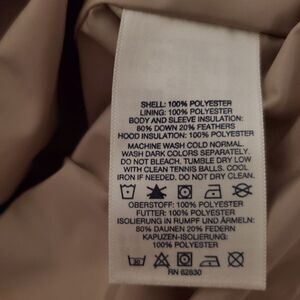 SHELL: 100% POLYESTER
LINING: 100% POLYESTER
BODY AND SLEEVE INSULATION:
80% DOWN 20% FEATHERS
HOOD INSULATION: 100% POLYESTER
MACHINE WASH COLD NORMAL.
WASH DARK COLORS SEPARATELY.
DO NOT BLEACH. TUMBLE DRY LOW
WITH CLEAN TENNIS BALLS. COOL
IRON IF NEEDED. DO NOT DRY CLEAN.
OBERSTOFF: 100% POLYESTER
FUTTER: 100% POLYESTER
ISOLIERUNG IN RUMPF UND ÄRMELN:
80% DAUNEN 20% FEDERN
KAPUZEN-ISOLIERUNG:
100% POLYESTER
RN 62830